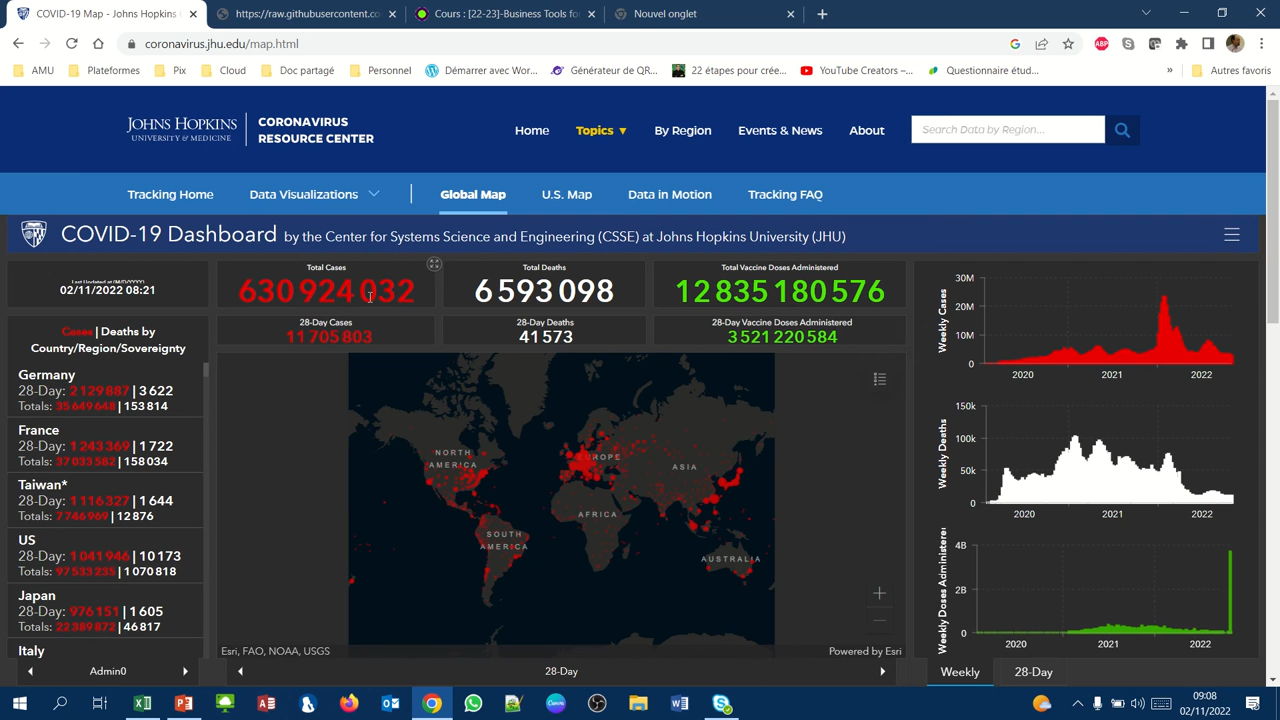 COVID-19 Map - Johns Hopkins
https://raw.githubusercontent.co
Cours : [22-23]-Business Tools for
Nouvel onglet
coronavirus.jhu.edu/map.html
AMU
Plateformes
Pix
Cloud
Doc partagé
Personnel
Démarrer avec Wor...
Générateur de QR...
22 étapes pour crée...
YouTube Creators –...
Questionnaire étud...
»
Autres favoris
JOHNS HOPKINS
UNIVERSITY & MEDICINE
CORONAVIRUS
RESOURCE CENTER
Home
Topics ▼
By Region
Events & News
About
Search Data by Region...
Tracking Home
Data Visualizations
Global Map
U.S. Map
Data in Motion
Tracking FAQ
COVID-19 Dashboard by the Center for Systems Science and Engineering (CSSE) at Johns Hopkins University (JHU)
Last Updated at (M/D/YYYY)
02/11/2022 08:21
Total Cases
630 924 032
Total Deaths
6 593 098
Total Vaccine Doses Administered
12 835 180 576
28-Day Cases
11 705 803
28-Day Deaths
41 573
28-Day Vaccine Doses Administered
3 521 220 584
Cases | Deaths by
Country/Region/Sovereignty
Germany
28-Day: 2 129 887 | 3 622
Totals: 35 649 648 | 153 814
France
28-Day: 1 243 369 | 1 722
Totals: 37 033 582 | 158 034
Taiwan*
28-Day: 1 116 327 | 1 644
Totals: 7 746 969 | 12 876
US
28-Day: 1 041 946 | 10 173
Totals: 97 533 235 | 1 070 818
Japan
28-Day: 976 151 | 1 605
Totals: 22 389 872 | 46 817
Italy
Admin0
NORTH
AMERICA
SOUTH
AMERICA
ROPE
ASIA
AFRICA
AUSTRALIA
Esri, FAO, NOAA, USGS
Powered by Esri
28-Day
Weekly Cases
30M
20M
10M
0
2020
2021
2022
Weekly Deaths
150k
100k
50k
0
2020
2021
2022
Weekly Doses Administere
4B
2B
0
2020
2021
2022
Weekly
28-Day
09:08
02/11/2022